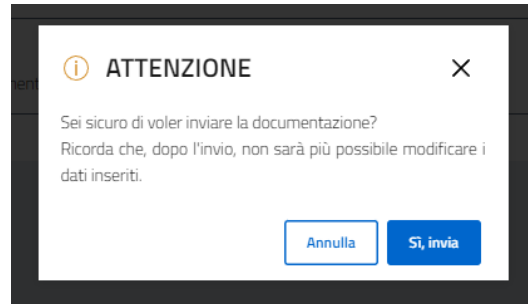 ATTENZIONE
Sei sicuro di voler inviare la documentazione?
Ricorda che, dopo l'invio, non sarà più possibile modificare i
dati inseriti.
Annulla
Sì, invia